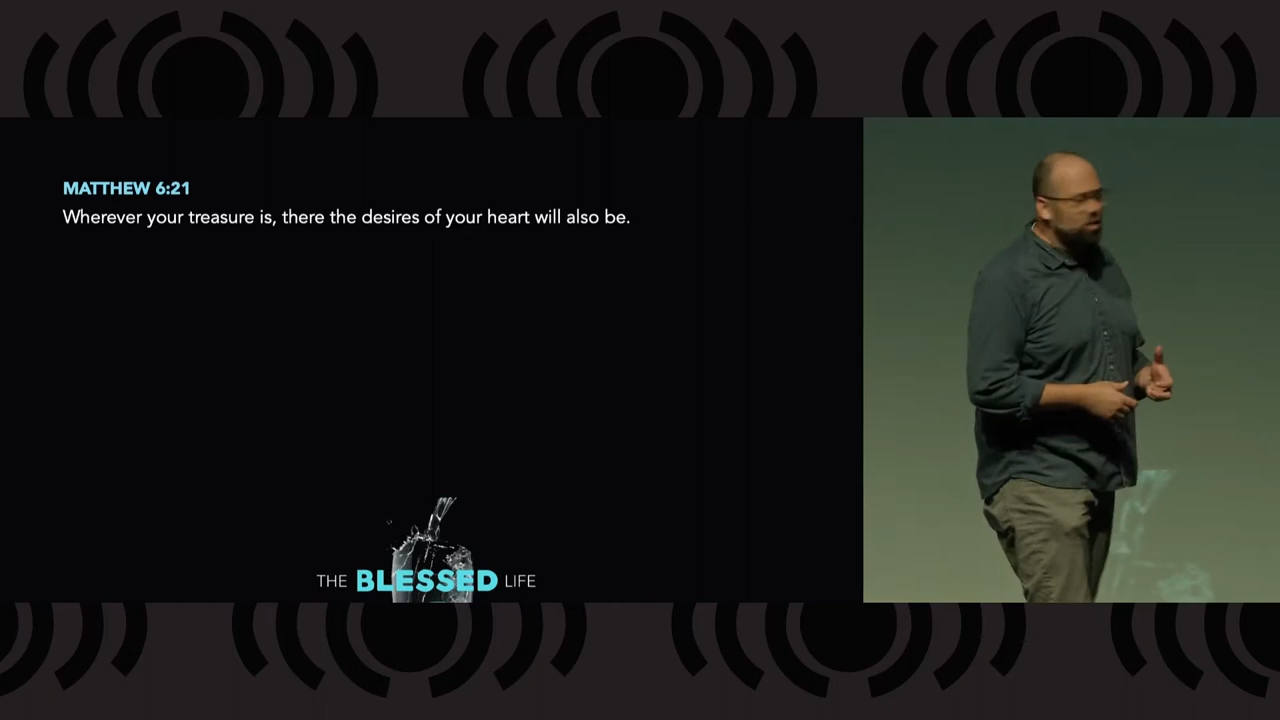 MATTHEW 6:21
Wherever your treasure is, there the desires of your heart will also be.
THE BLESSED LIFE